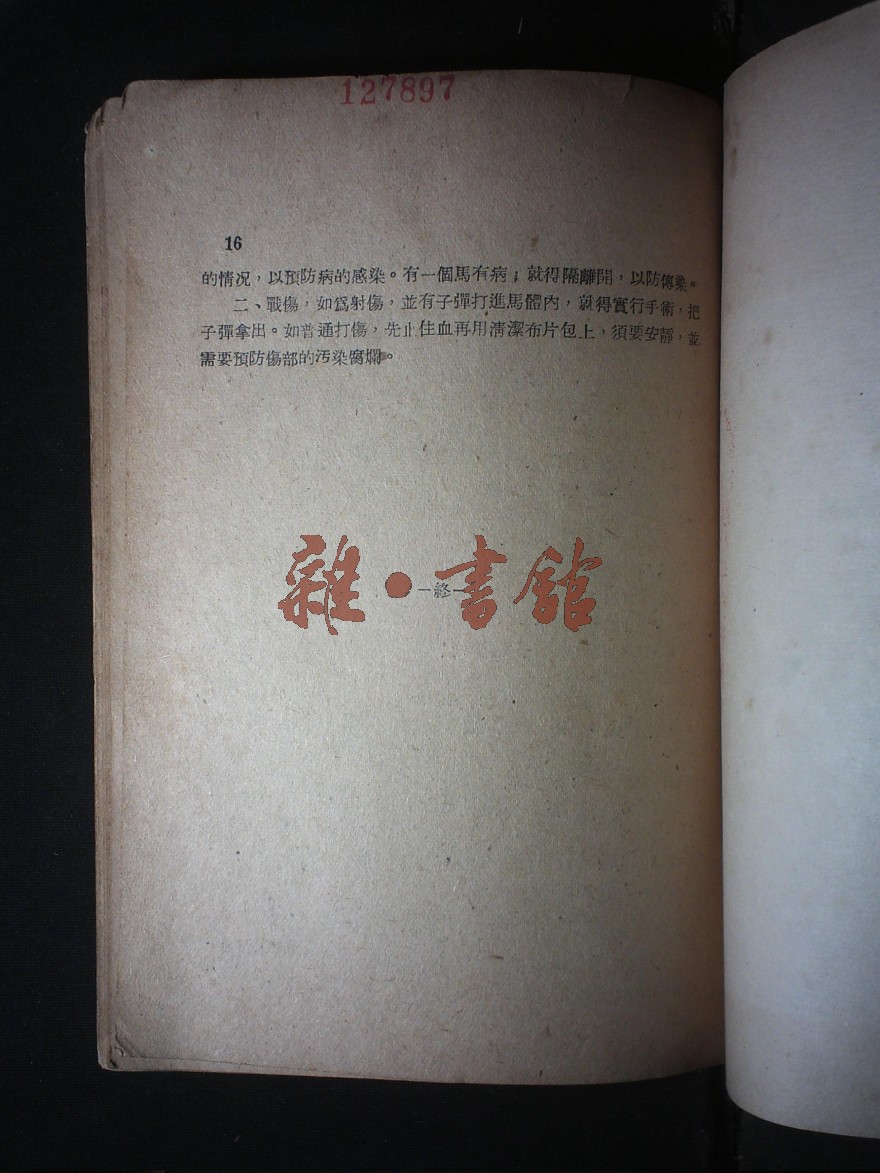 127897
16
的情况，以預防病的感染。有一個馬有病；就得隔離開，以防傳染。
二、戰傷，如爲射傷，並有子彈打進馬體內，就得實行手術，把
子彈拿出。如普通打傷，先止住血再用清潔布片包上，須要安靜，並
需要預防傷部的汚染腐爛。
雜·書館
—終—